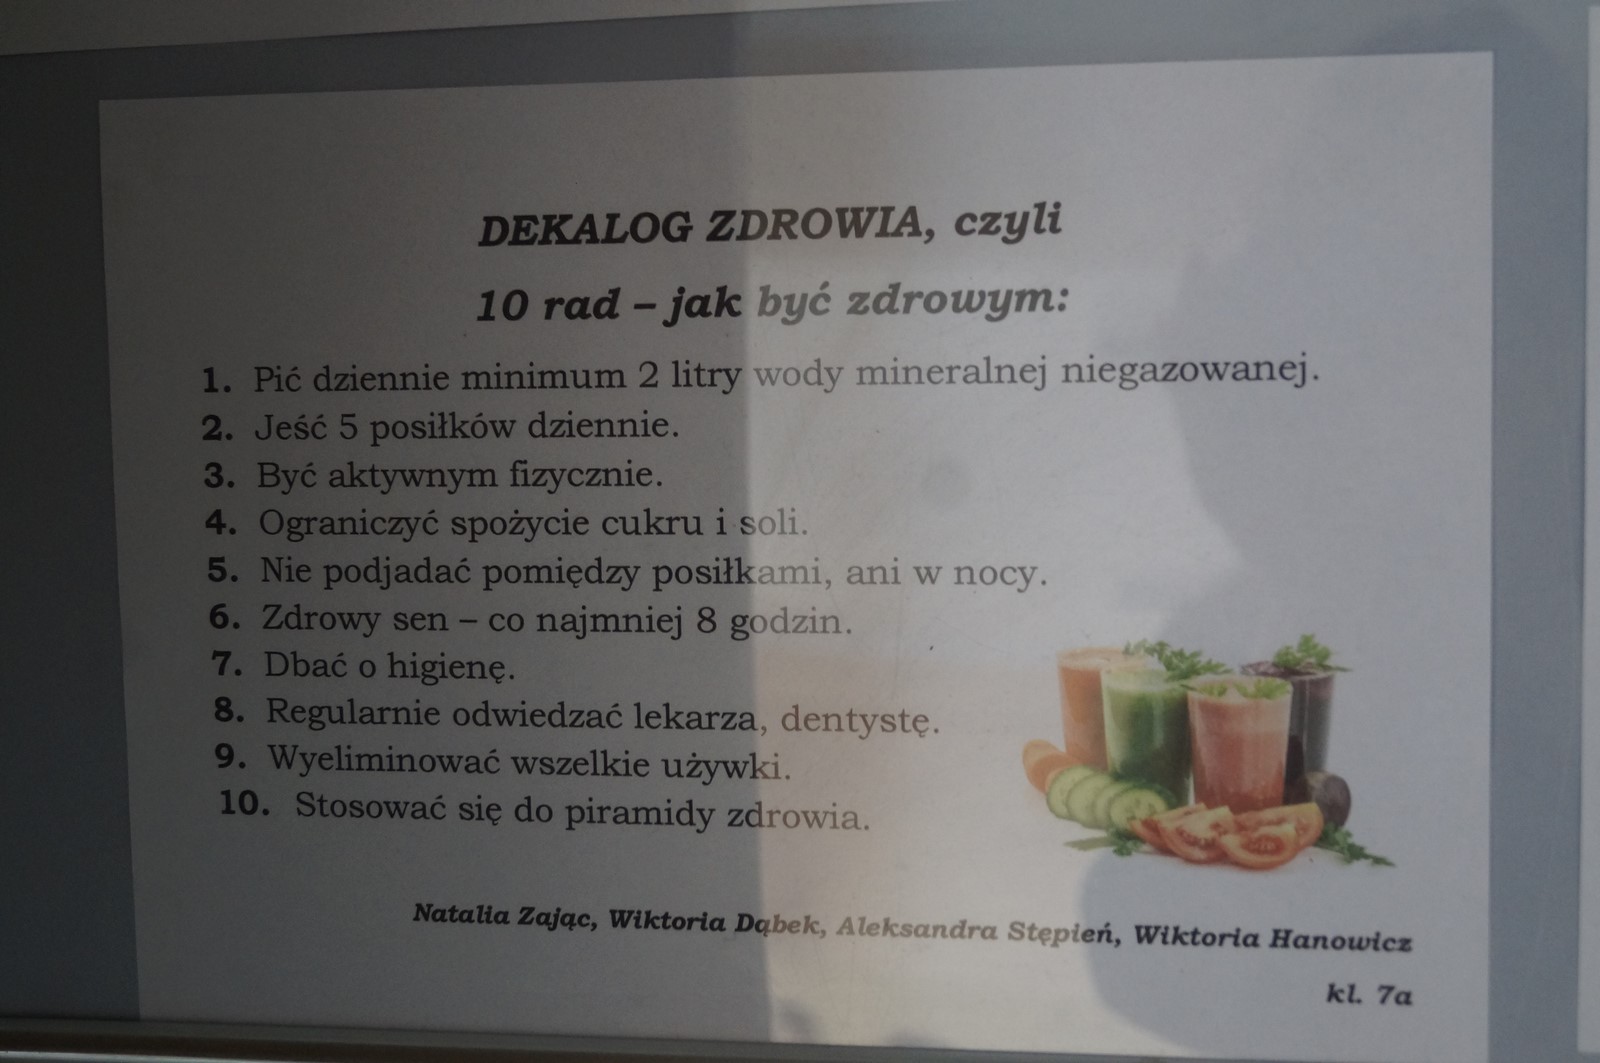 DEKALOG ZDROWIA, czyli
10 rad – jak być zdrowym:
1. Pić dziennie minimum 2 litry wody mineralnej niegazowanej.
2. Jeść 5 posiłków dziennie.
3. Być aktywnym fizycznie.
4. Ograniczyć spożycie cukru i soli.
5. Nie podjadać pomiędzy posiłkami, ani w nocy.
6. Zdrowy sen – co najmniej 8 godzin.
7. Dbać o higienę.
8. Regularnie odwiedzać lekarza, dentystę.
9. Wyeliminować wszelkie używki.
10. Stosować się do piramidy zdrowia.
Natalia Zając, Wiktoria Dąbek, Aleksandra Stępień, Wiktoria Hanowicz
kl. 7a